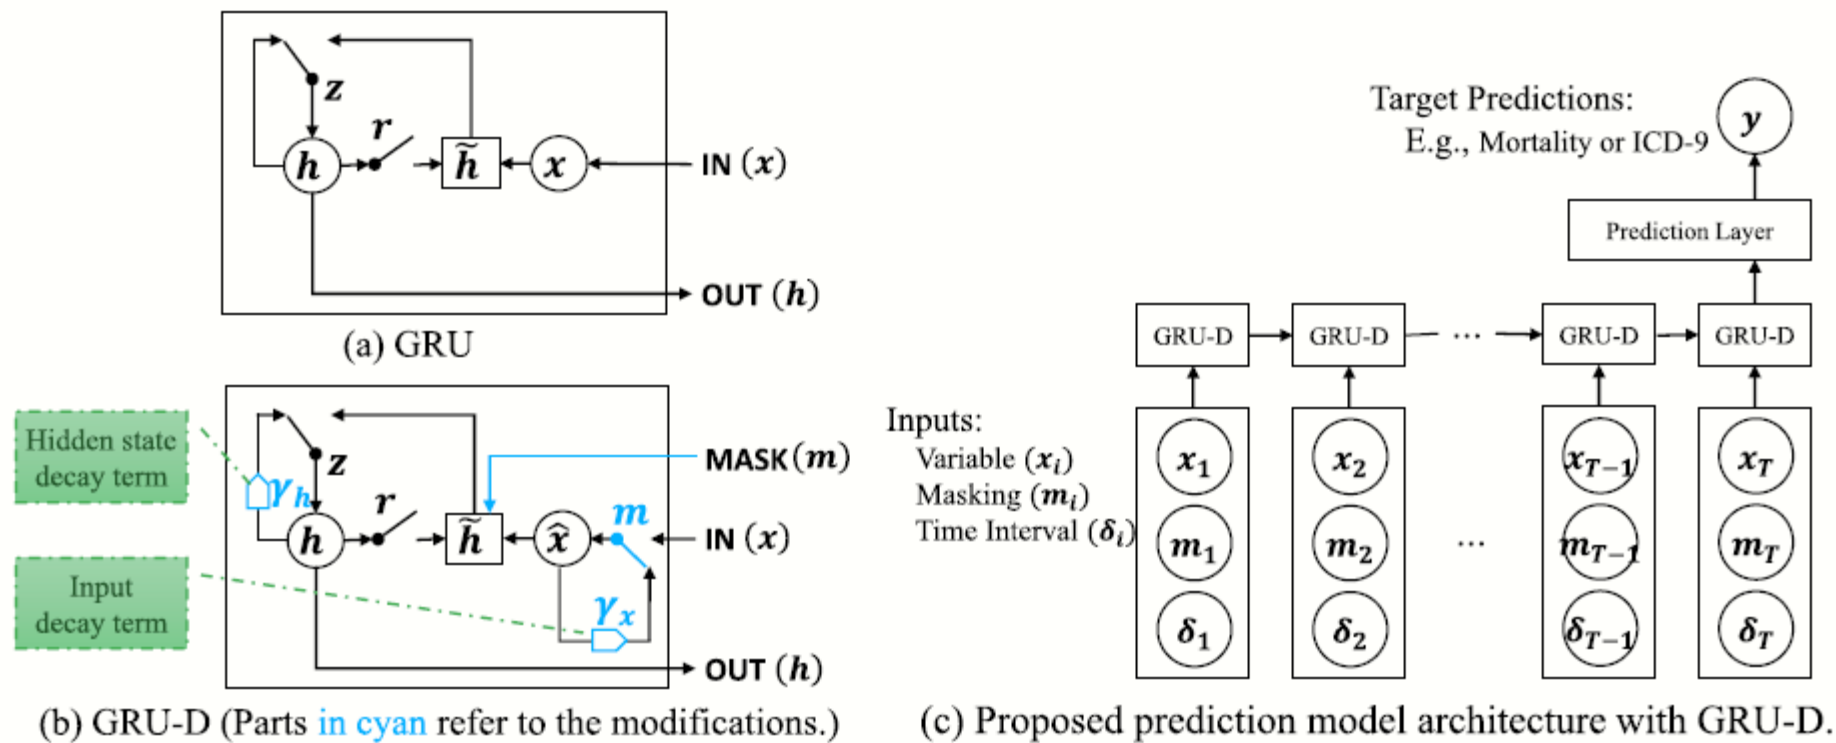 z
r
h
h̃
x
IN (x)
OUT (h)
(a) GRU
Hidden state
decay term
Input
decay term
γh
z
r
h
h̃
x̂
m
γx
MASK (m)
IN (x)
OUT (h)
(b) GRU-D (Parts in cyan refer to the modifications.)
Target Predictions:
E.g., Mortality or ICD-9
y
Prediction Layer
GRU-D
GRU-D
...
GRU-D
GRU-D
Inputs:
Variable (xi)
Masking (mi)
Time Interval (δi)
x1
x2
xT−1
xT
m1
m2
...
mT−1
mT
δ1
δ2
δT−1
δT
(c) Proposed prediction model architecture with GRU-D.